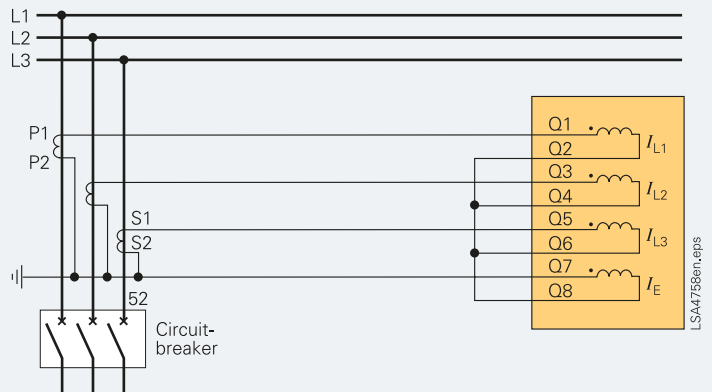 L1
L2
L3
P1
P2
S1
S2
52
Circuit-
breaker
Q1
Q2
Q3
Q4
Q5
Q6
Q7
Q8
IL1
IL2
IL3
IE
LSA4758en.eps